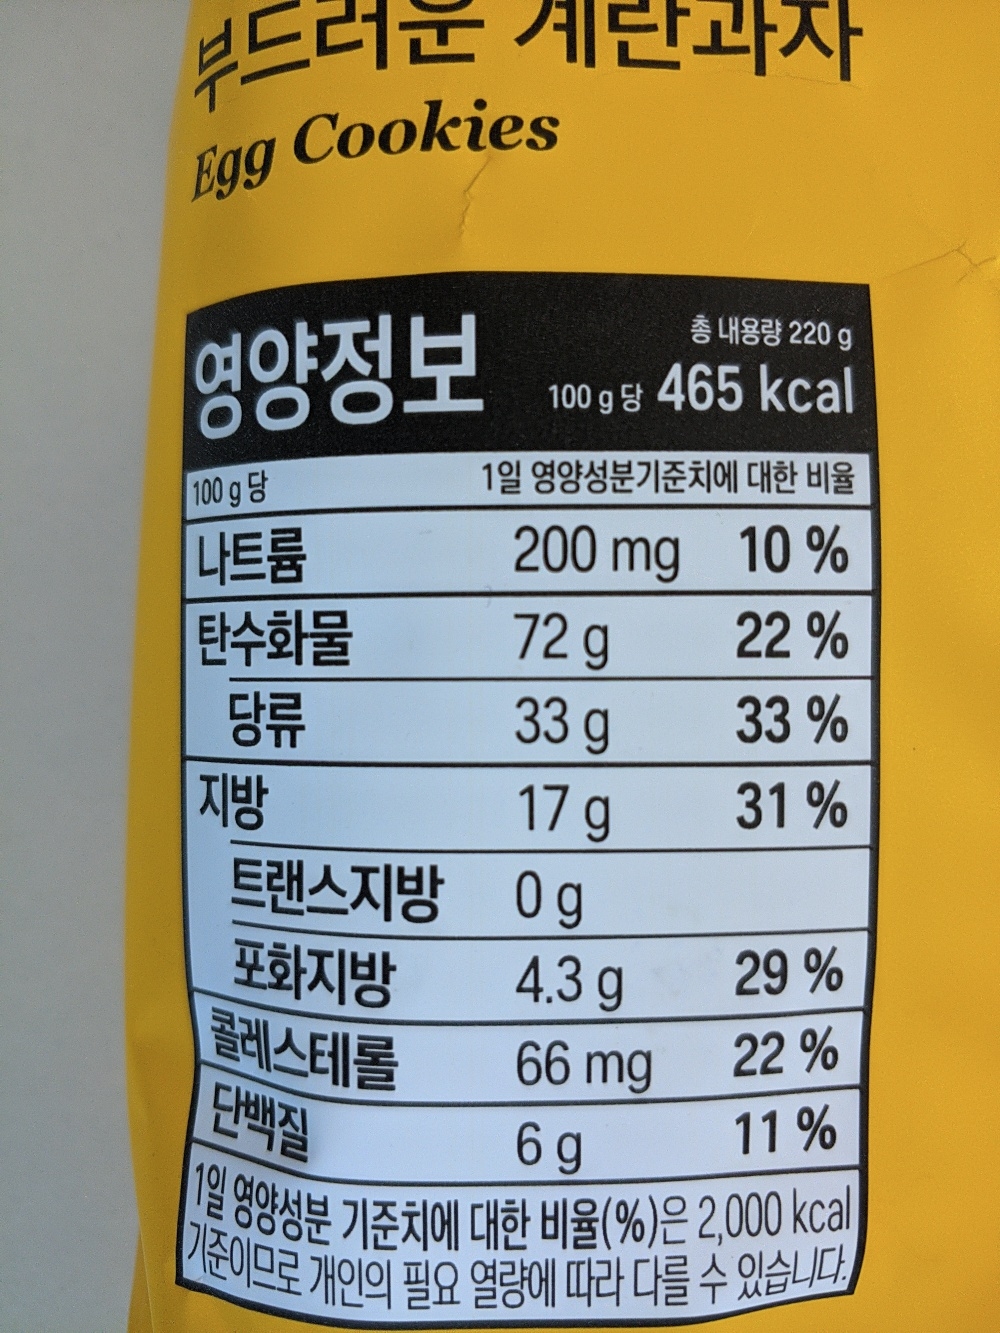 부드러운 계란과자
Egg Cookies
영양정보
총 내용량 220 g
100 g 당 465 kcal
100 g 당 1일 영양성분기준치에 대한 비율
나트륨 200 mg 10 %
탄수화물 72 g 22 %
당류 33 g 33 %
지방 17 g 31 %
트랜스지방 0 g
포화지방 4.3 g 29 %
콜레스테롤 66 mg 22 %
단백질 6 g 11 %
1일 영양성분 기준치에 대한 비율(%)은 2,000 kcal
기준이므로 개인의 필요 열량에 따라 다를 수 있습니다.